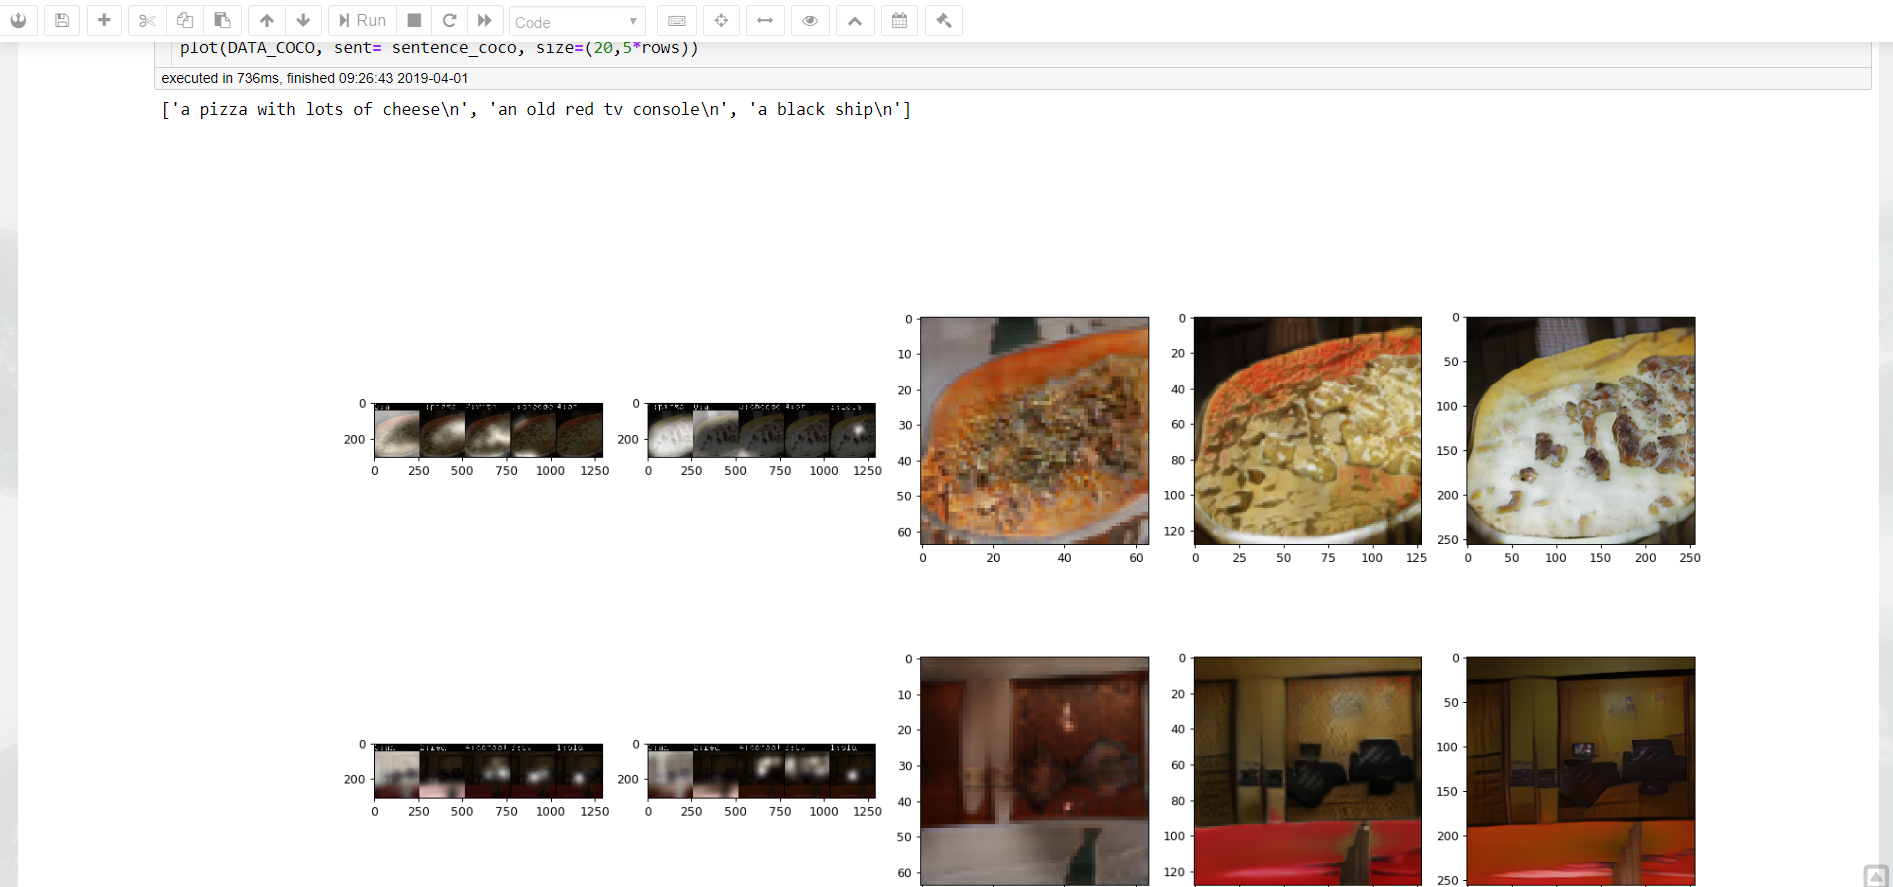 Run
Code
plot(DATA_COCO, sent= sentence_coco, size=(20,5*rows))
executed in 736ms, finished 09:26:43 2019-04-01
['a pizza with lots of cheese\n', 'an old red tv console\n', 'a black ship\n']
0 200
0 250 500 750 1000 1250
0 200
0 250 500 750 1000 1250
0 10 20 30 40 50 60
0 20 40 60
0 20 40 60 80 100 120
0 25 50 75 100 125
0 50 100 150 200 250
0 50 100 150 200 250
0 200
0 250 500 750 1000 1250
0 200
0 250 500 750 1000 1250
0 10 20 30 40 50 60
0 20 40 60 80 100 120
0 50 100 150 200 250